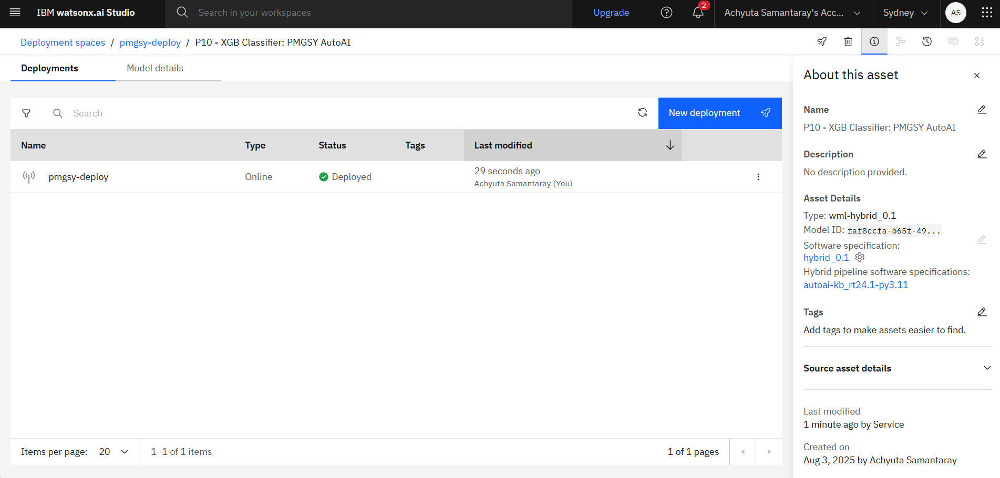 IBM watsonx.ai Studio
Search in your workspaces
Upgrade
2
Achyuta Samantaray's Acc...
Sydney
AS
Deployment spaces / pmgsy-deploy / P10 - XGB Classifier: PMGSY AutoAI
Deployments
Model details
Search
New deployment
Name
Type
Status
Tags
Last modified
pmgsy-deploy
Online
Deployed
29 seconds ago
Achyuta Samantaray (You)
Items per page: 20
1–1 of 1 items
1 of 1 pages
About this asset
Name
P10 - XGB Classifier: PMGSY AutoAI
Description
No description provided.
Asset Details
Type: wml-hybrid_0.1
Model ID: faf8ccfa-b65f-49...
Software specification:
hybrid_0.1
Hybrid pipeline software specifications:
autoai-kb_rt24.1-py3.11
Tags
Add tags to make assets easier to find.
Source asset details
Last modified
1 minute ago by Service
Created on
Aug 3, 2025 by Achyuta Samantaray